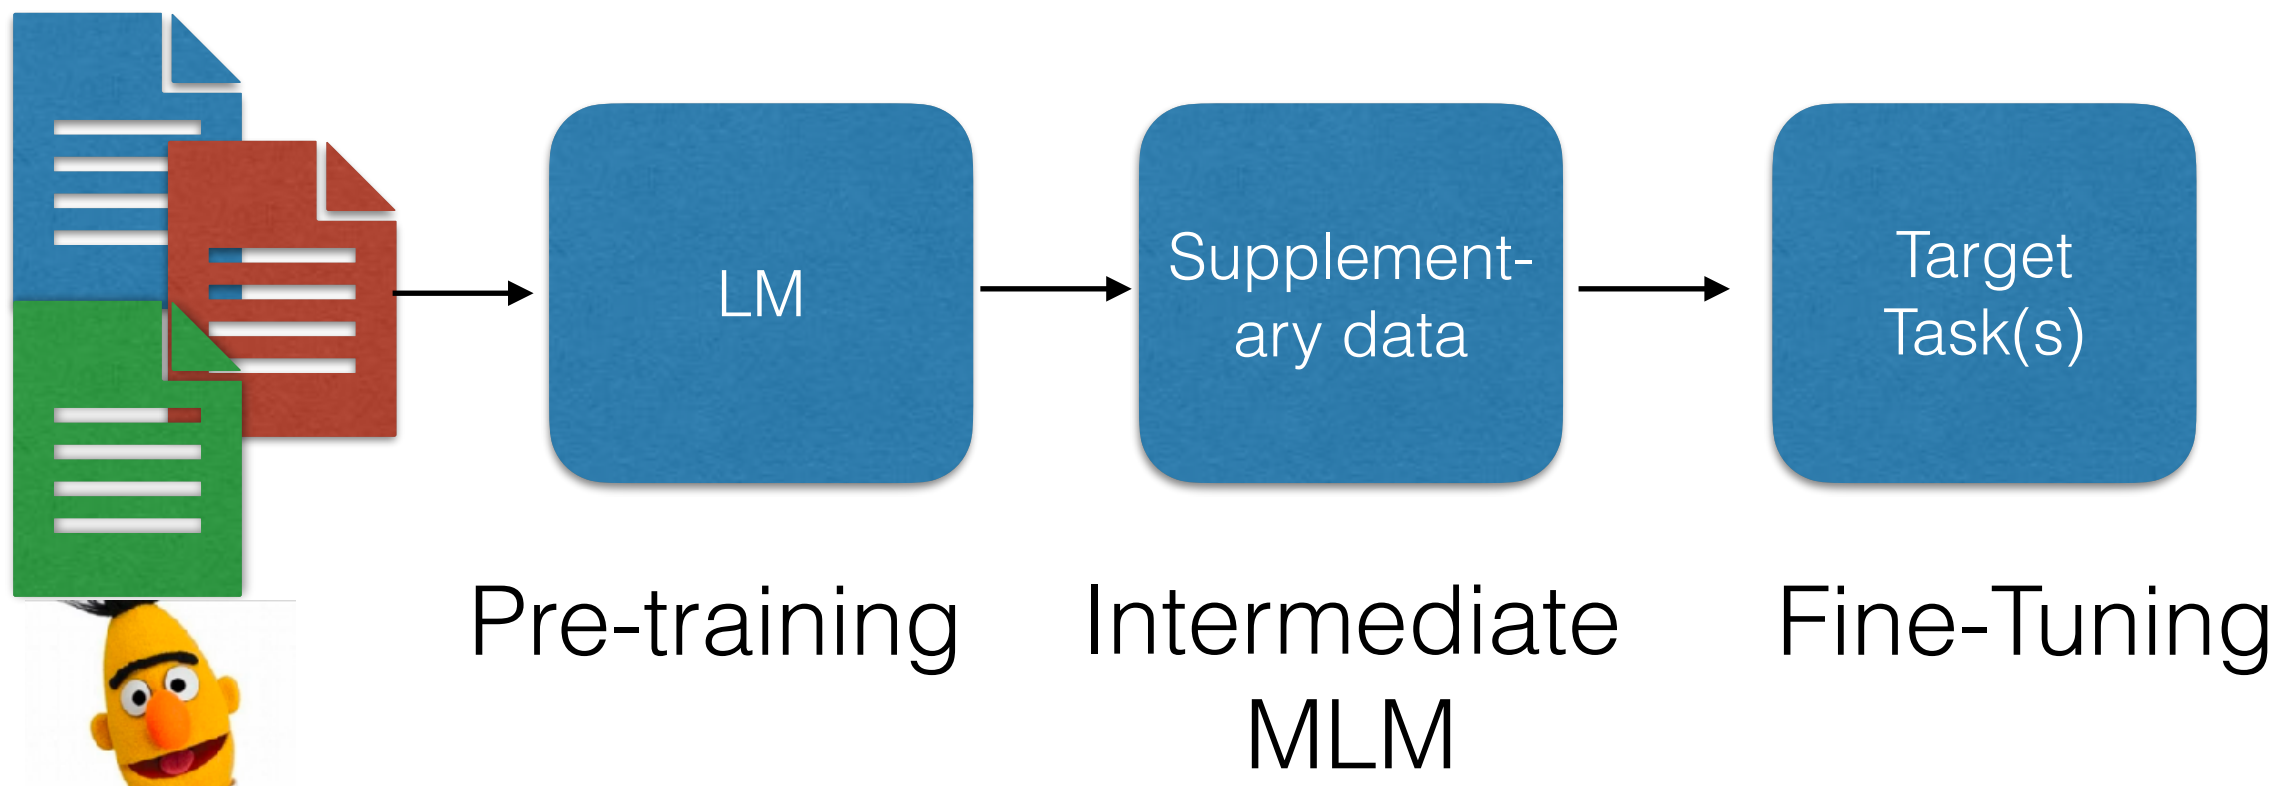 LM
Supplement-
ary data
Target
Task(s)
Pre-training
Intermediate
MLM
Fine-Tuning